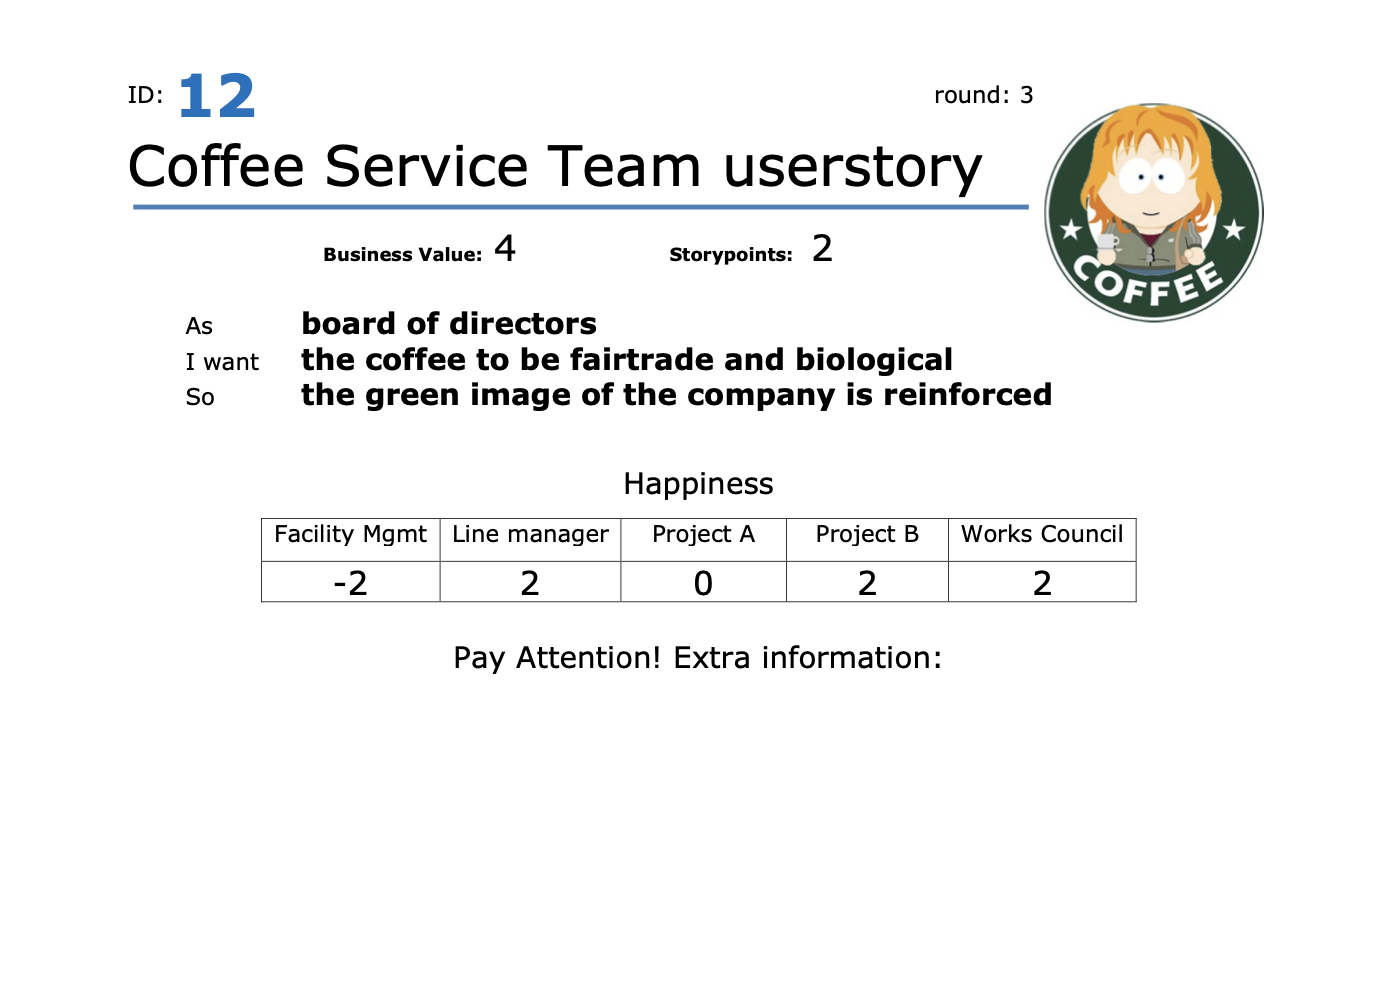 ID: 12
round: 3
Coffee Service Team userstory
Business Value: 4 Storypoints: 2
As board of directors
I want the coffee to be fairtrade and biological
So the green image of the company is reinforced
Happiness
Facility Mgmt Line manager Project A Project B Works Council
-2 2 0 2 2
Pay Attention! Extra information:
COFFEE